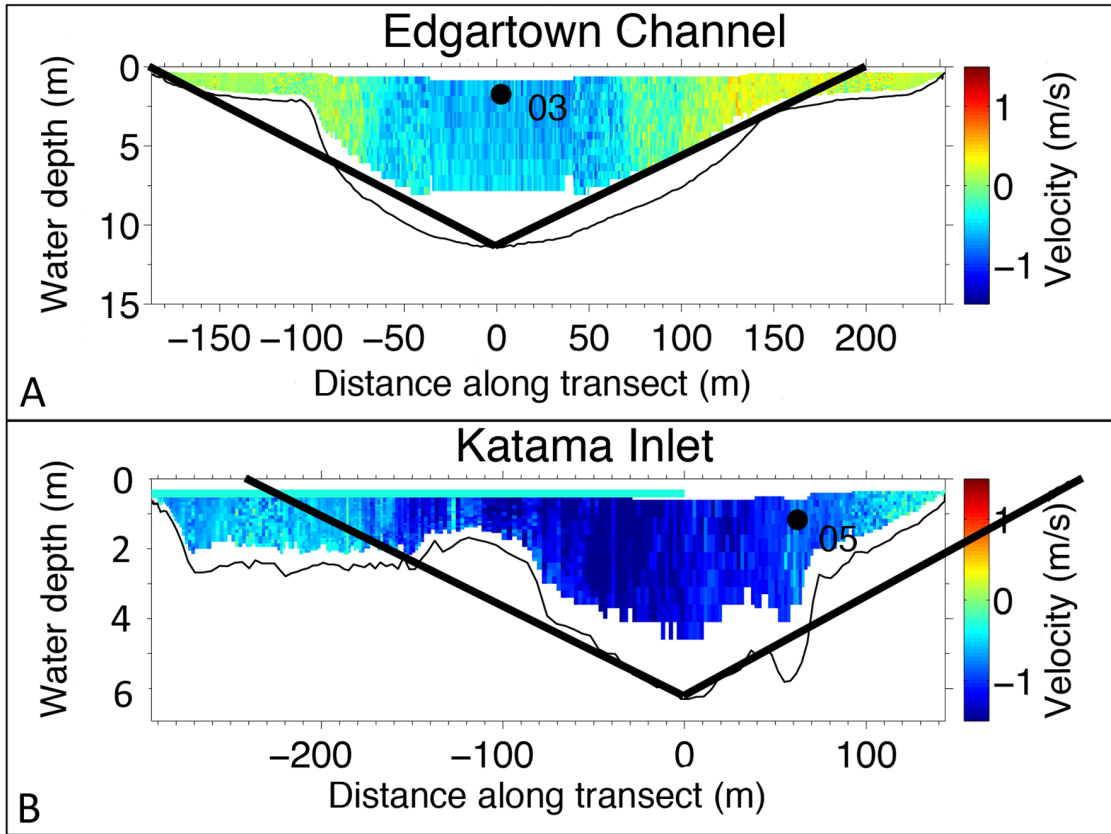 Edgartown Channel
Water depth (m)
0
5
10
15
03
−150 −100 −50 0 50 100 150 200
Distance along transect (m)
1
0
−1
Velocity (m/s)
A
Katama Inlet
Water depth (m)
0
2
4
6
05
−200 −100 0 100
Distance along transect (m)
1
0
−1
Velocity (m/s)
B